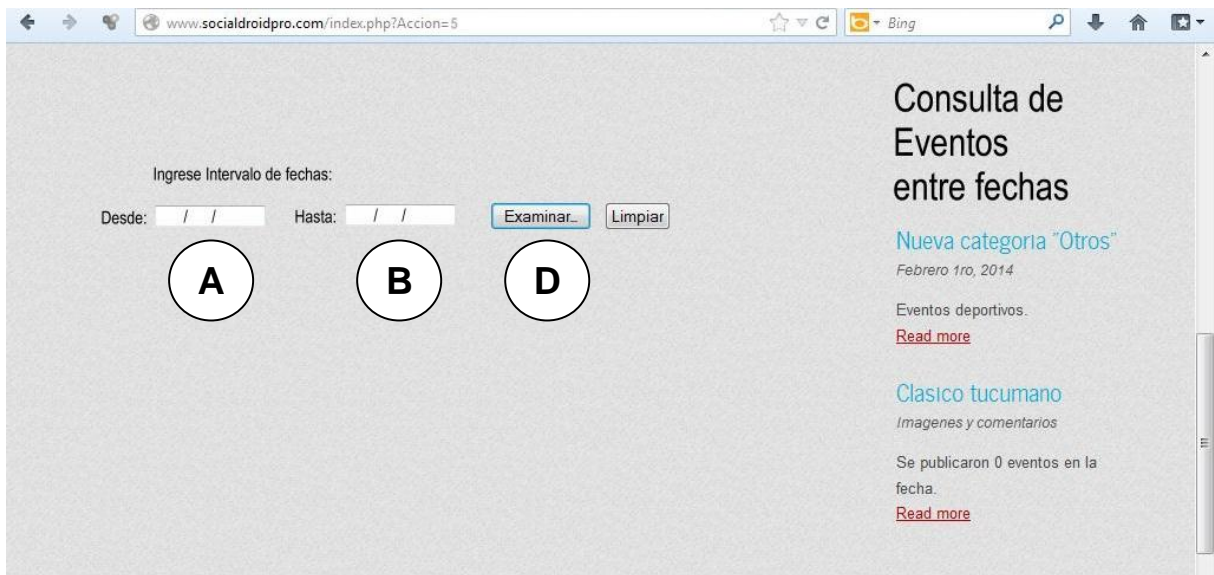 www.socialdroidpro.com/index.php?Accion=5
Bing
Ingrese Intervalo de fechas:
Desde: / / Hasta: / / Examinar... Limpiar
A B D
Consulta de
Eventos
entre fechas
Nueva categoria "Otros"
Febrero 1ro, 2014
Eventos deportivos.
Read more
Clasico tucumano
Imagenes y comentarios
Se publicaron 0 eventos en la
fecha.
Read more